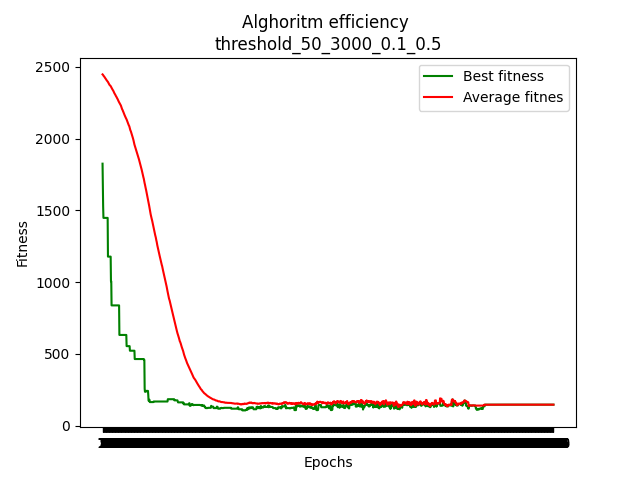 Alghoritm efficiency
threshold_50_3000_0.1_0.5
Best fitness
Average fitnes
2500
2000
1500
1000
500
0
Fitness
Epochs